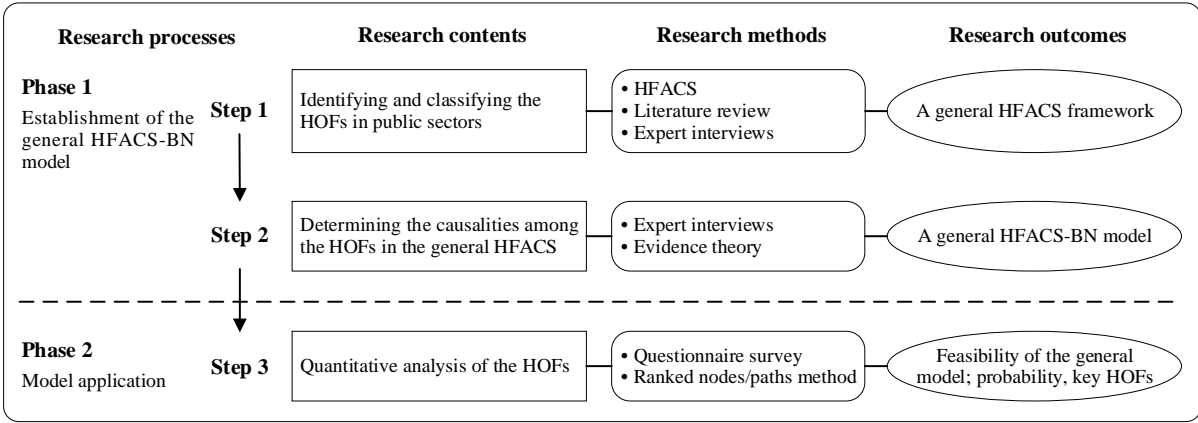 Research processes
Research contents
Research methods
Research outcomes
Phase 1
Establishment of the
general HFACS-BN
model
Step 1
Identifying and classifying the
HOFs in public sectors
• HFACS
• Literature review
• Expert interviews
A general HFACS framework
Step 2
Determining the causalities among
the HOFs in the general HFACS
• Expert interviews
• Evidence theory
A general HFACS-BN model
Phase 2
Model application
Step 3
Quantitative analysis of the HOFs
• Questionnaire survey
• Ranked nodes/paths method
Feasibility of the general
model; probability, key HOFs